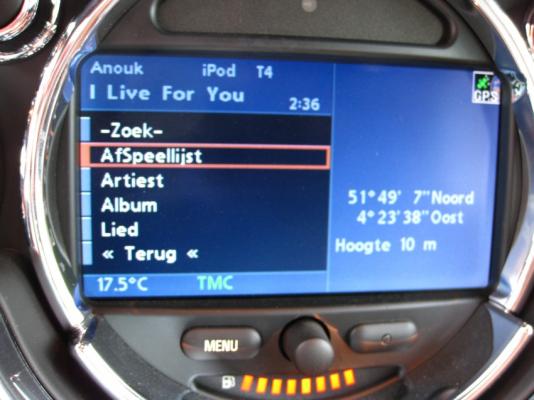 Anouk iPod T4
I Live For You 2:36
-Zoek-
AfSpeellijst
Artiest
Album
Lied
« Terug «
17.5°C TMC
GPS
51°49' 7"Noord
4°23'38"Oost
Hoogte 10 m
MENU